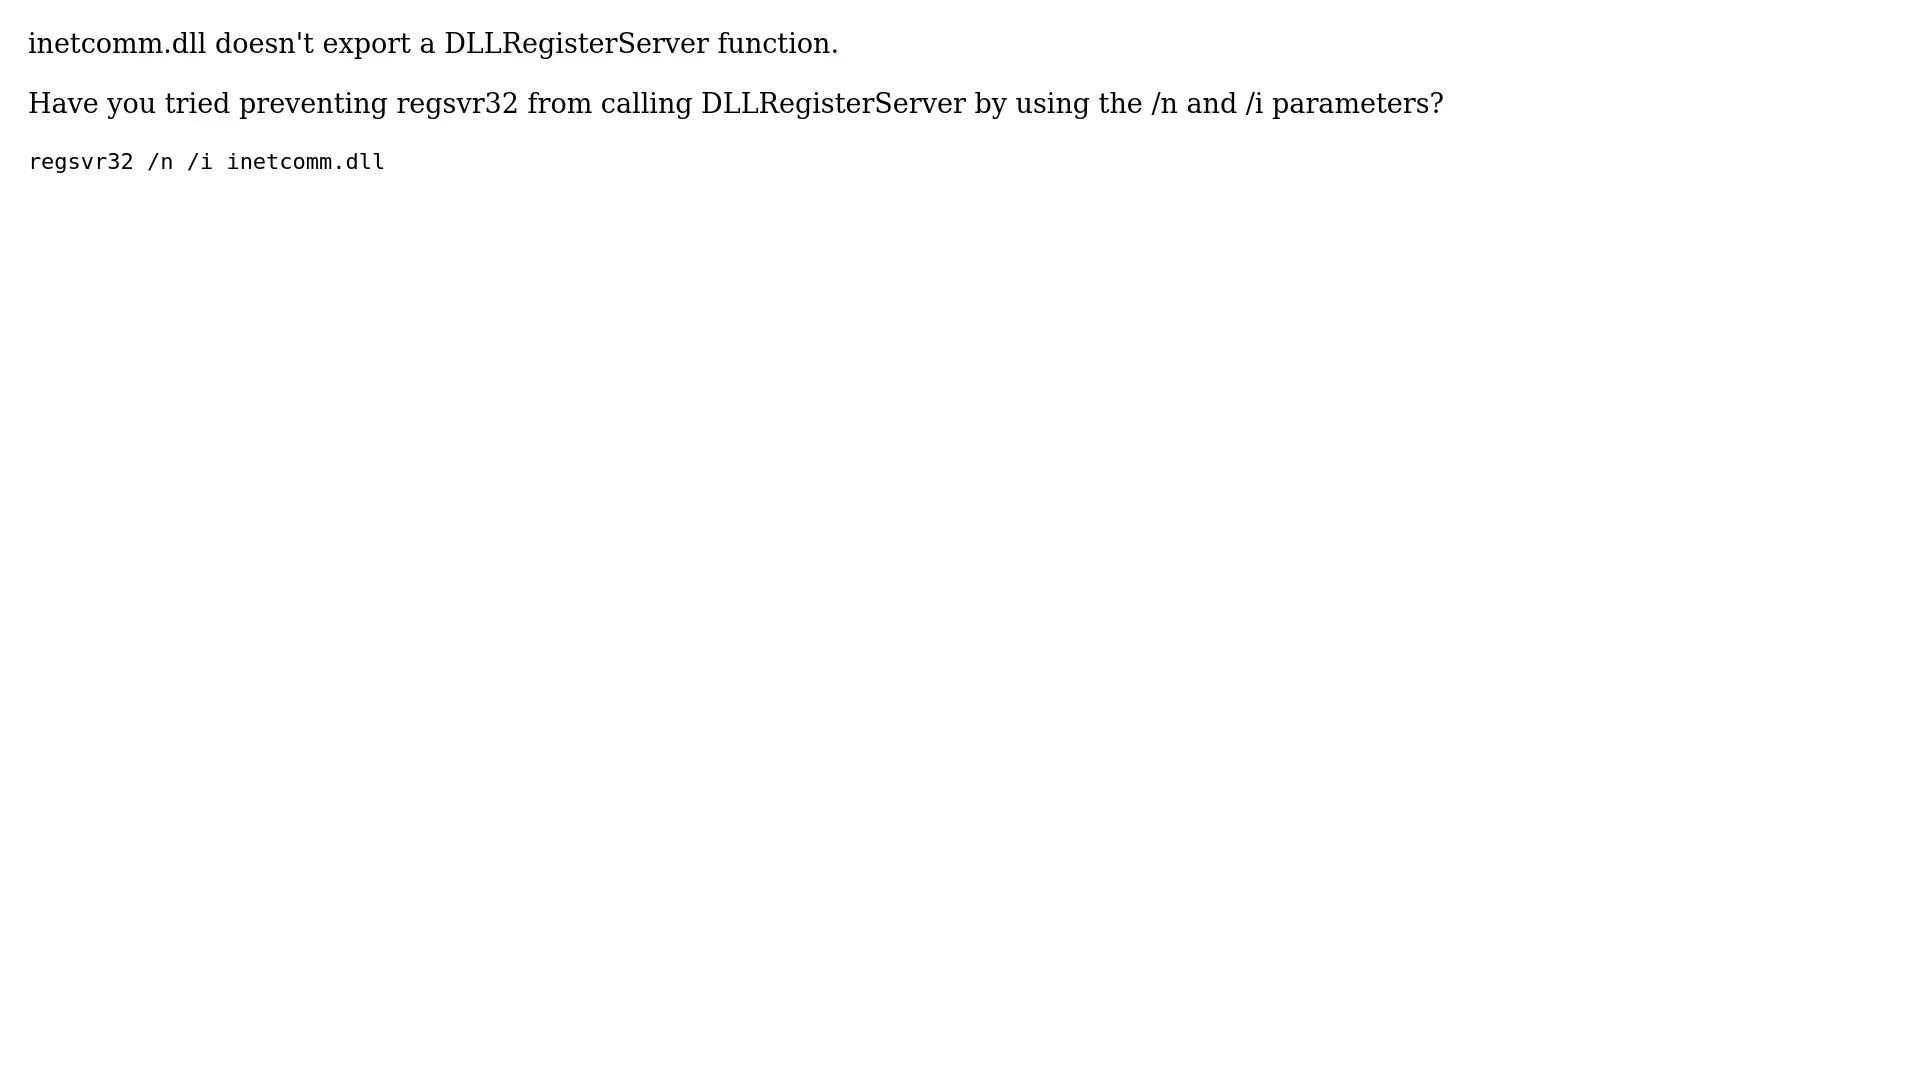 inetcomm.dll doesn't export a DLLRegisterServer function.
Have you tried preventing regsvr32 from calling DLLRegisterServer by using the /n and /i parameters?
regsvr32 /n /i inetcomm.dll